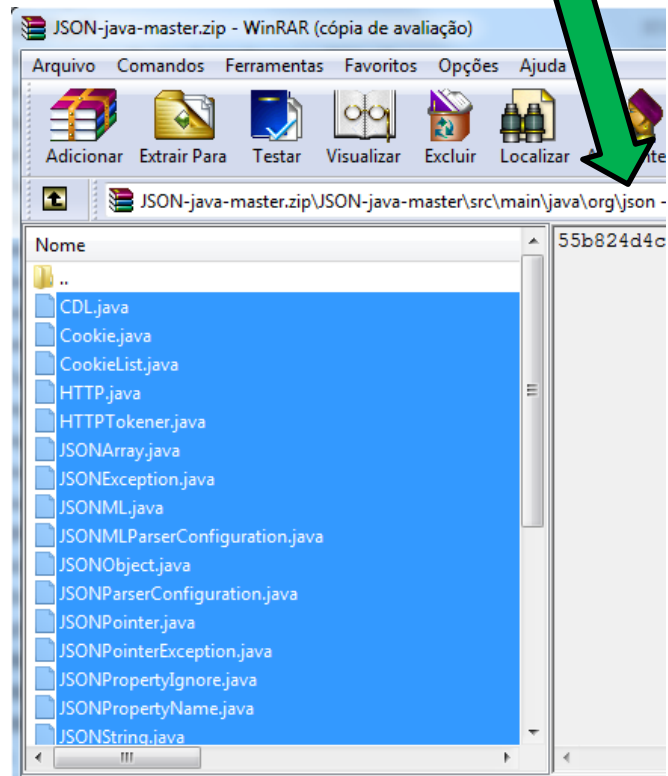 JSON-java-master.zip - WinRAR (cópia de avaliação)
Arquivo Comandos Ferramentas Favoritos Opções Ajuda
Adicionar Extrair Para Testar Visualizar Excluir Localizar
JSON-java-master.zip\JSON-java-master\src\main\java\org\json -
Nome
55b824d4c
..
CDL.java
Cookie.java
CookieList.java
HTTP.java
HTTPTokener.java
JSONArray.java
JSONException.java
JSONML.java
JSONMLParserConfiguration.java
JSONObject.java
JSONParserConfiguration.java
JSONPointer.java
JSONPointerException.java
JSONPropertyIgnore.java
JSONPropertyName.java
JSONString.java